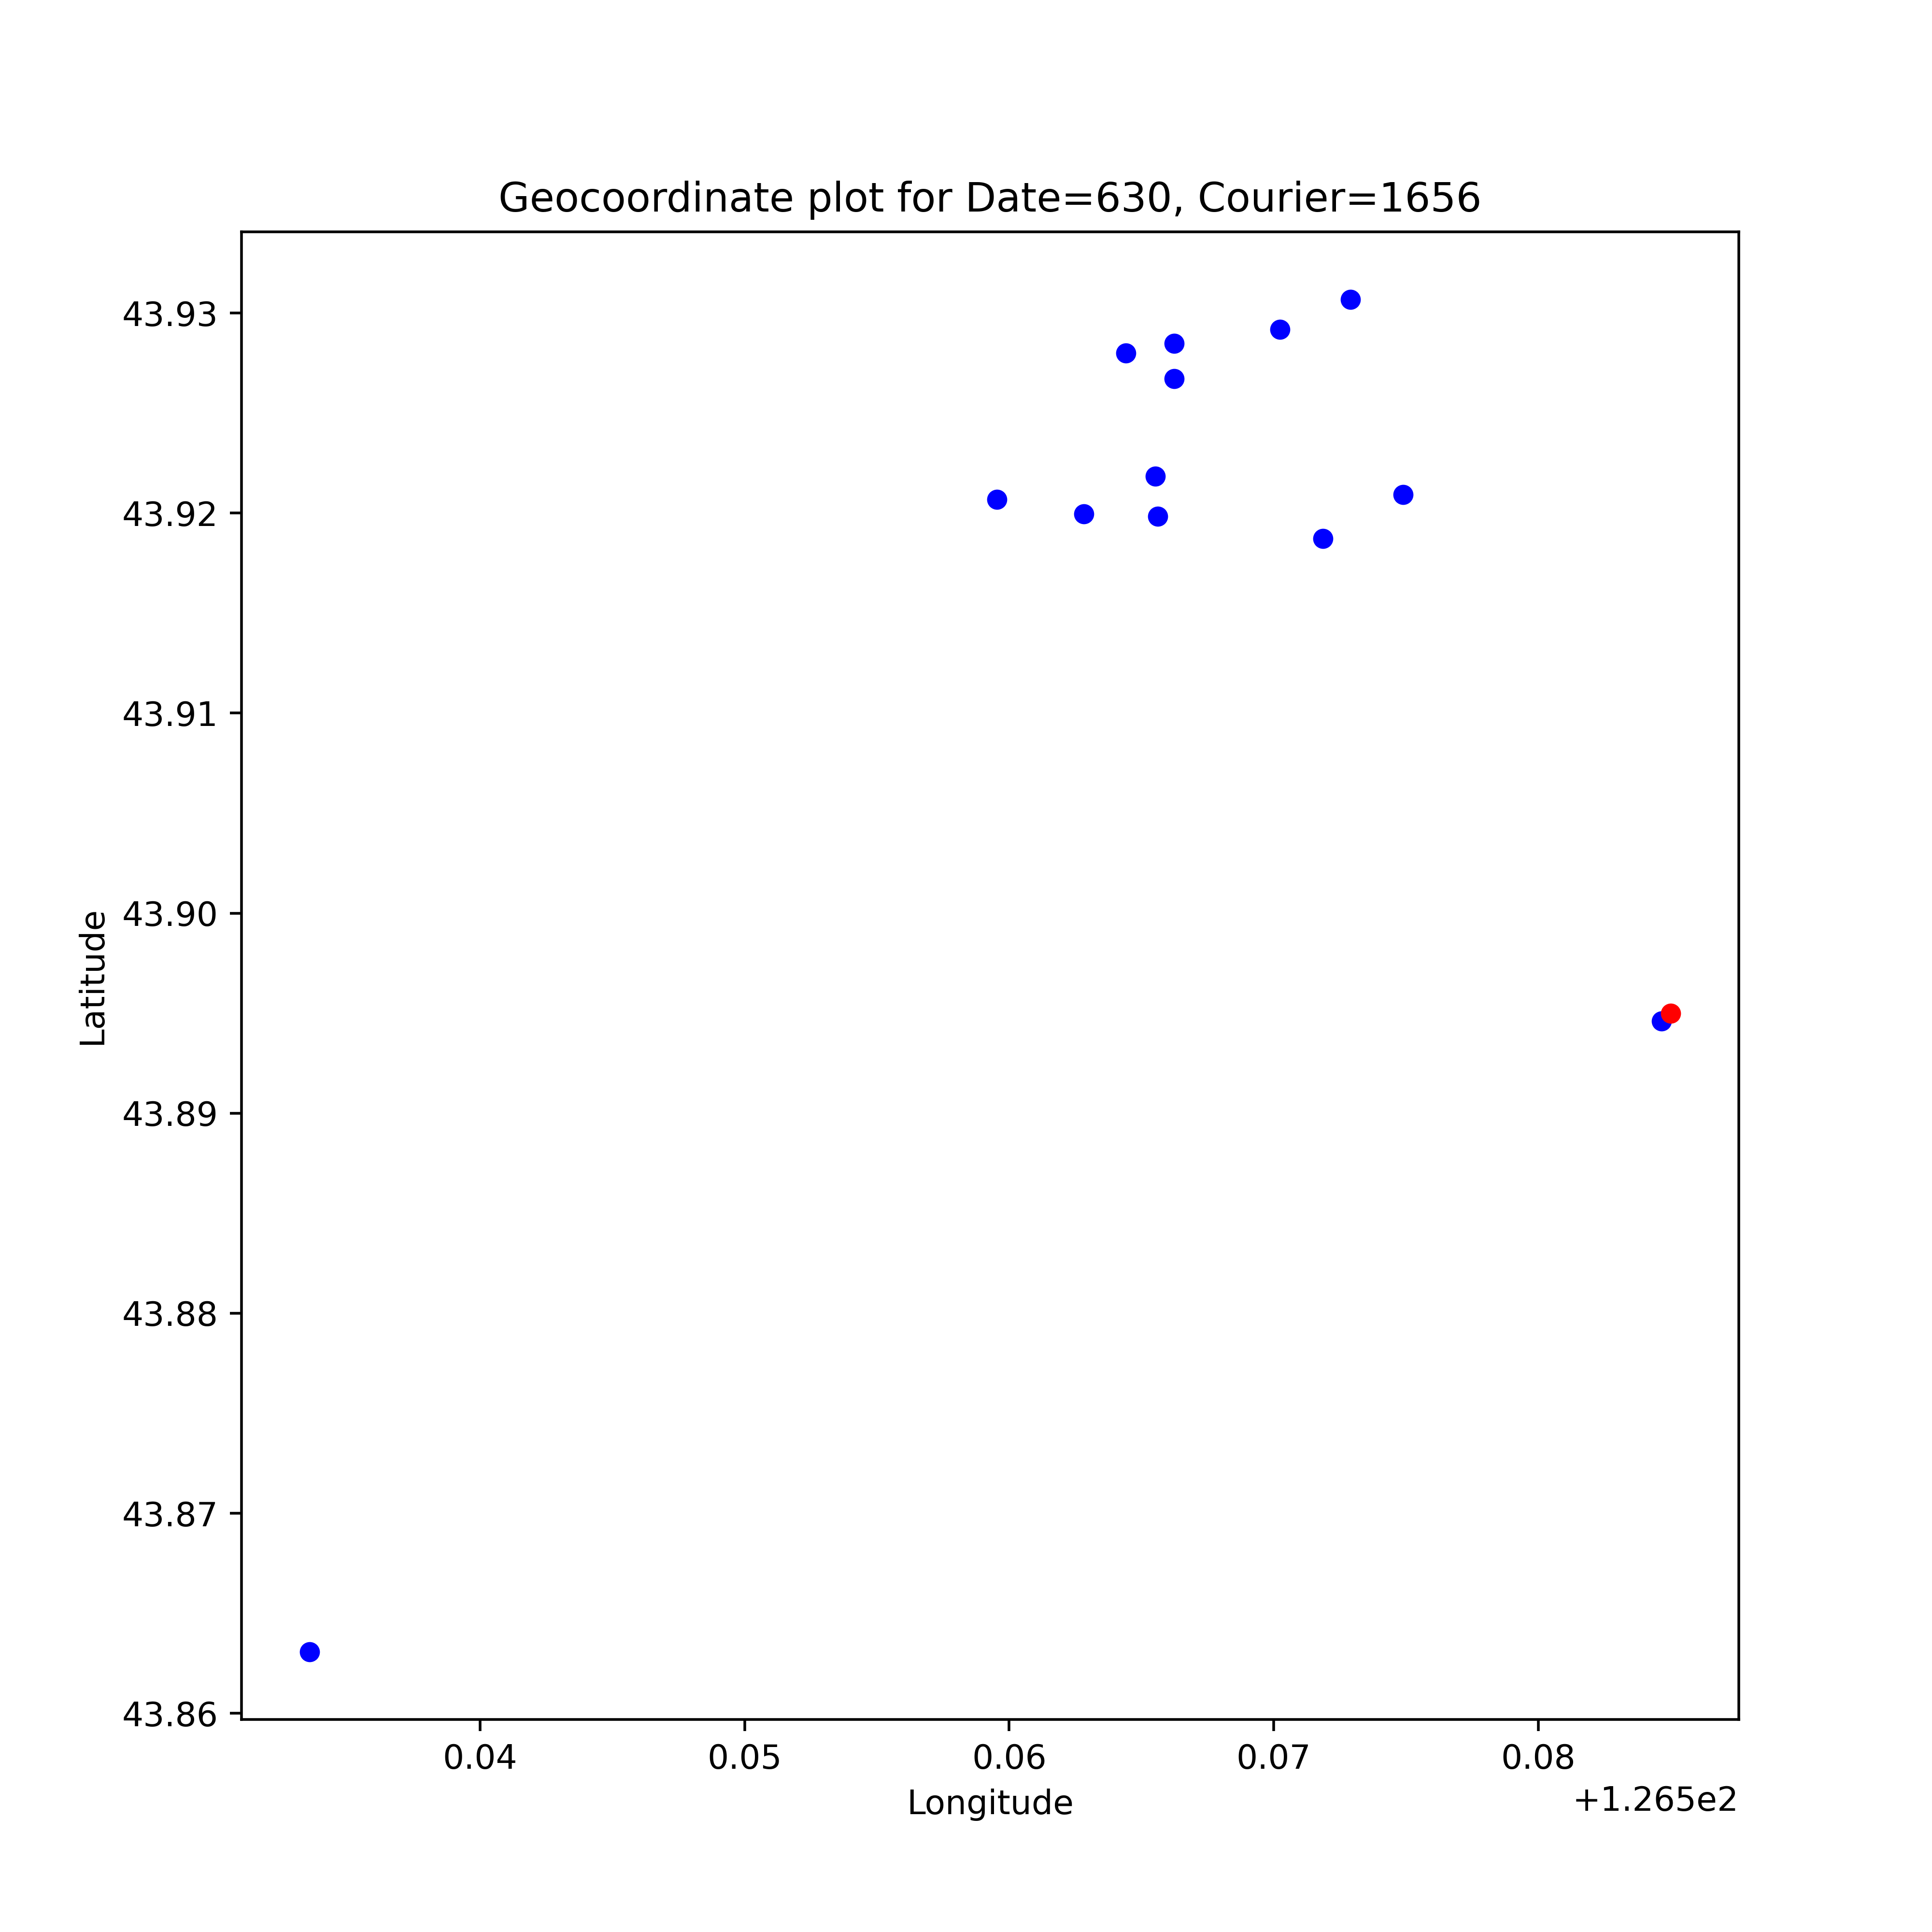 Geocoordinate plot for Date=630, Courier=1656
43.93
43.92
43.91
43.90
43.89
43.88
43.87
43.86
Latitude
0.04 0.05 0.06 0.07 0.08
+1.265e2
Longitude